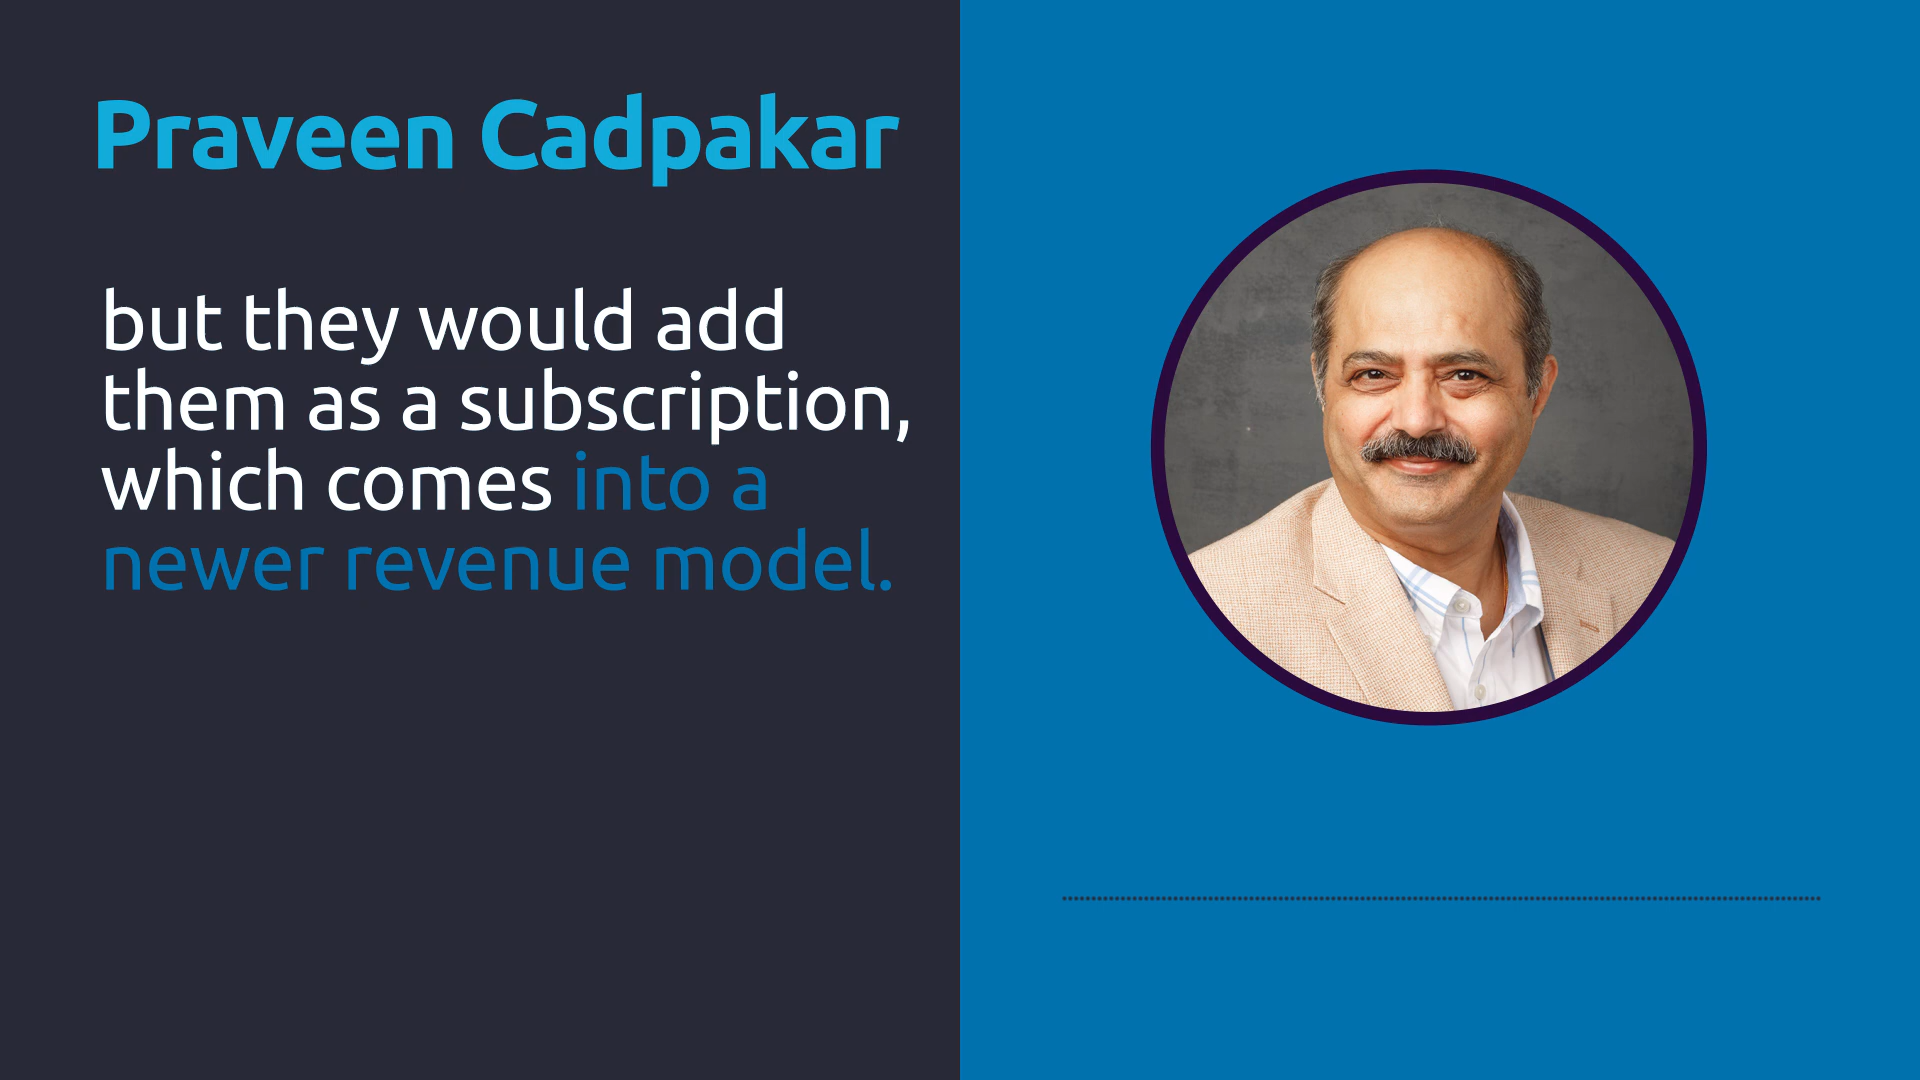 Praveen Cadpakar
but they would add
them as a subscription,
which comes into a
newer revenue model.